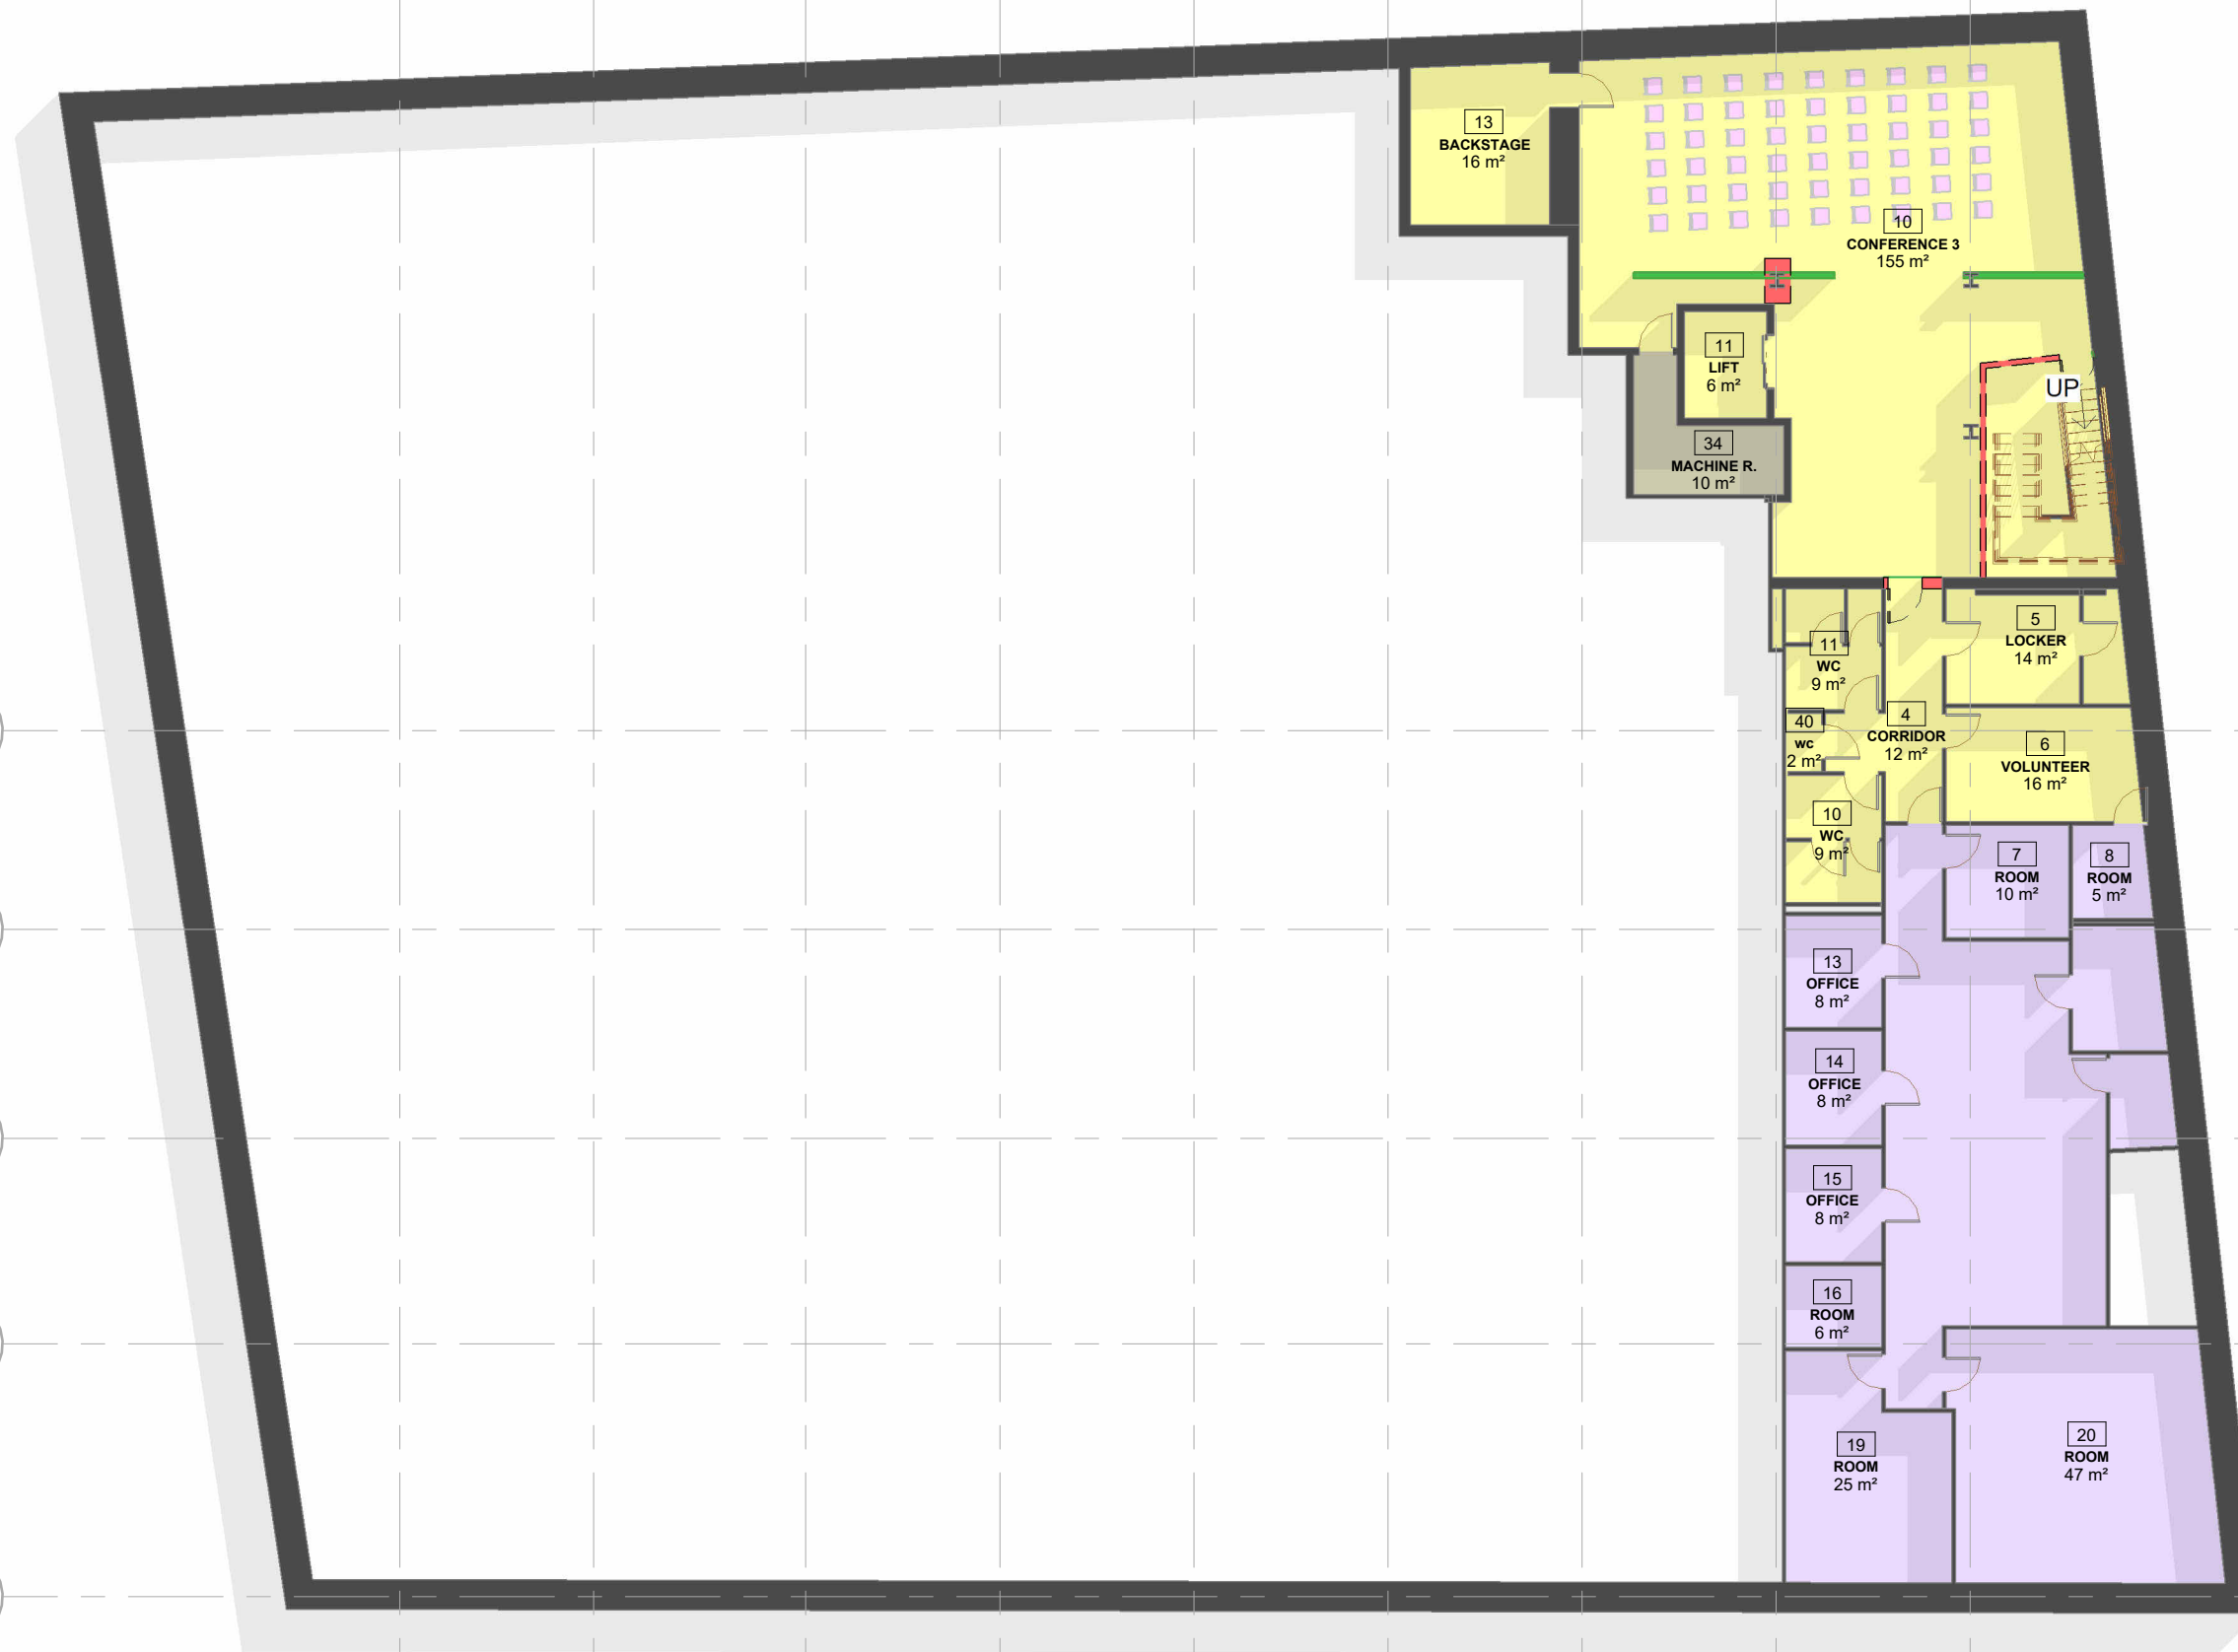 13
BACKSTAGE
16 m²
10
CONFERENCE 3
155 m²
11
LIFT
6 m²
UP
34
MACHINE R.
10 m²
5
LOCKER
14 m²
11
WC
9 m²
40
wc
2 m²
4
CORRIDOR
12 m²
6
VOLUNTEER
16 m²
10
WC
9 m²
7
ROOM
10 m²
8
ROOM
5 m²
13
OFFICE
8 m²
14
OFFICE
8 m²
15
OFFICE
8 m²
16
ROOM
6 m²
19
ROOM
25 m²
20
ROOM
47 m²